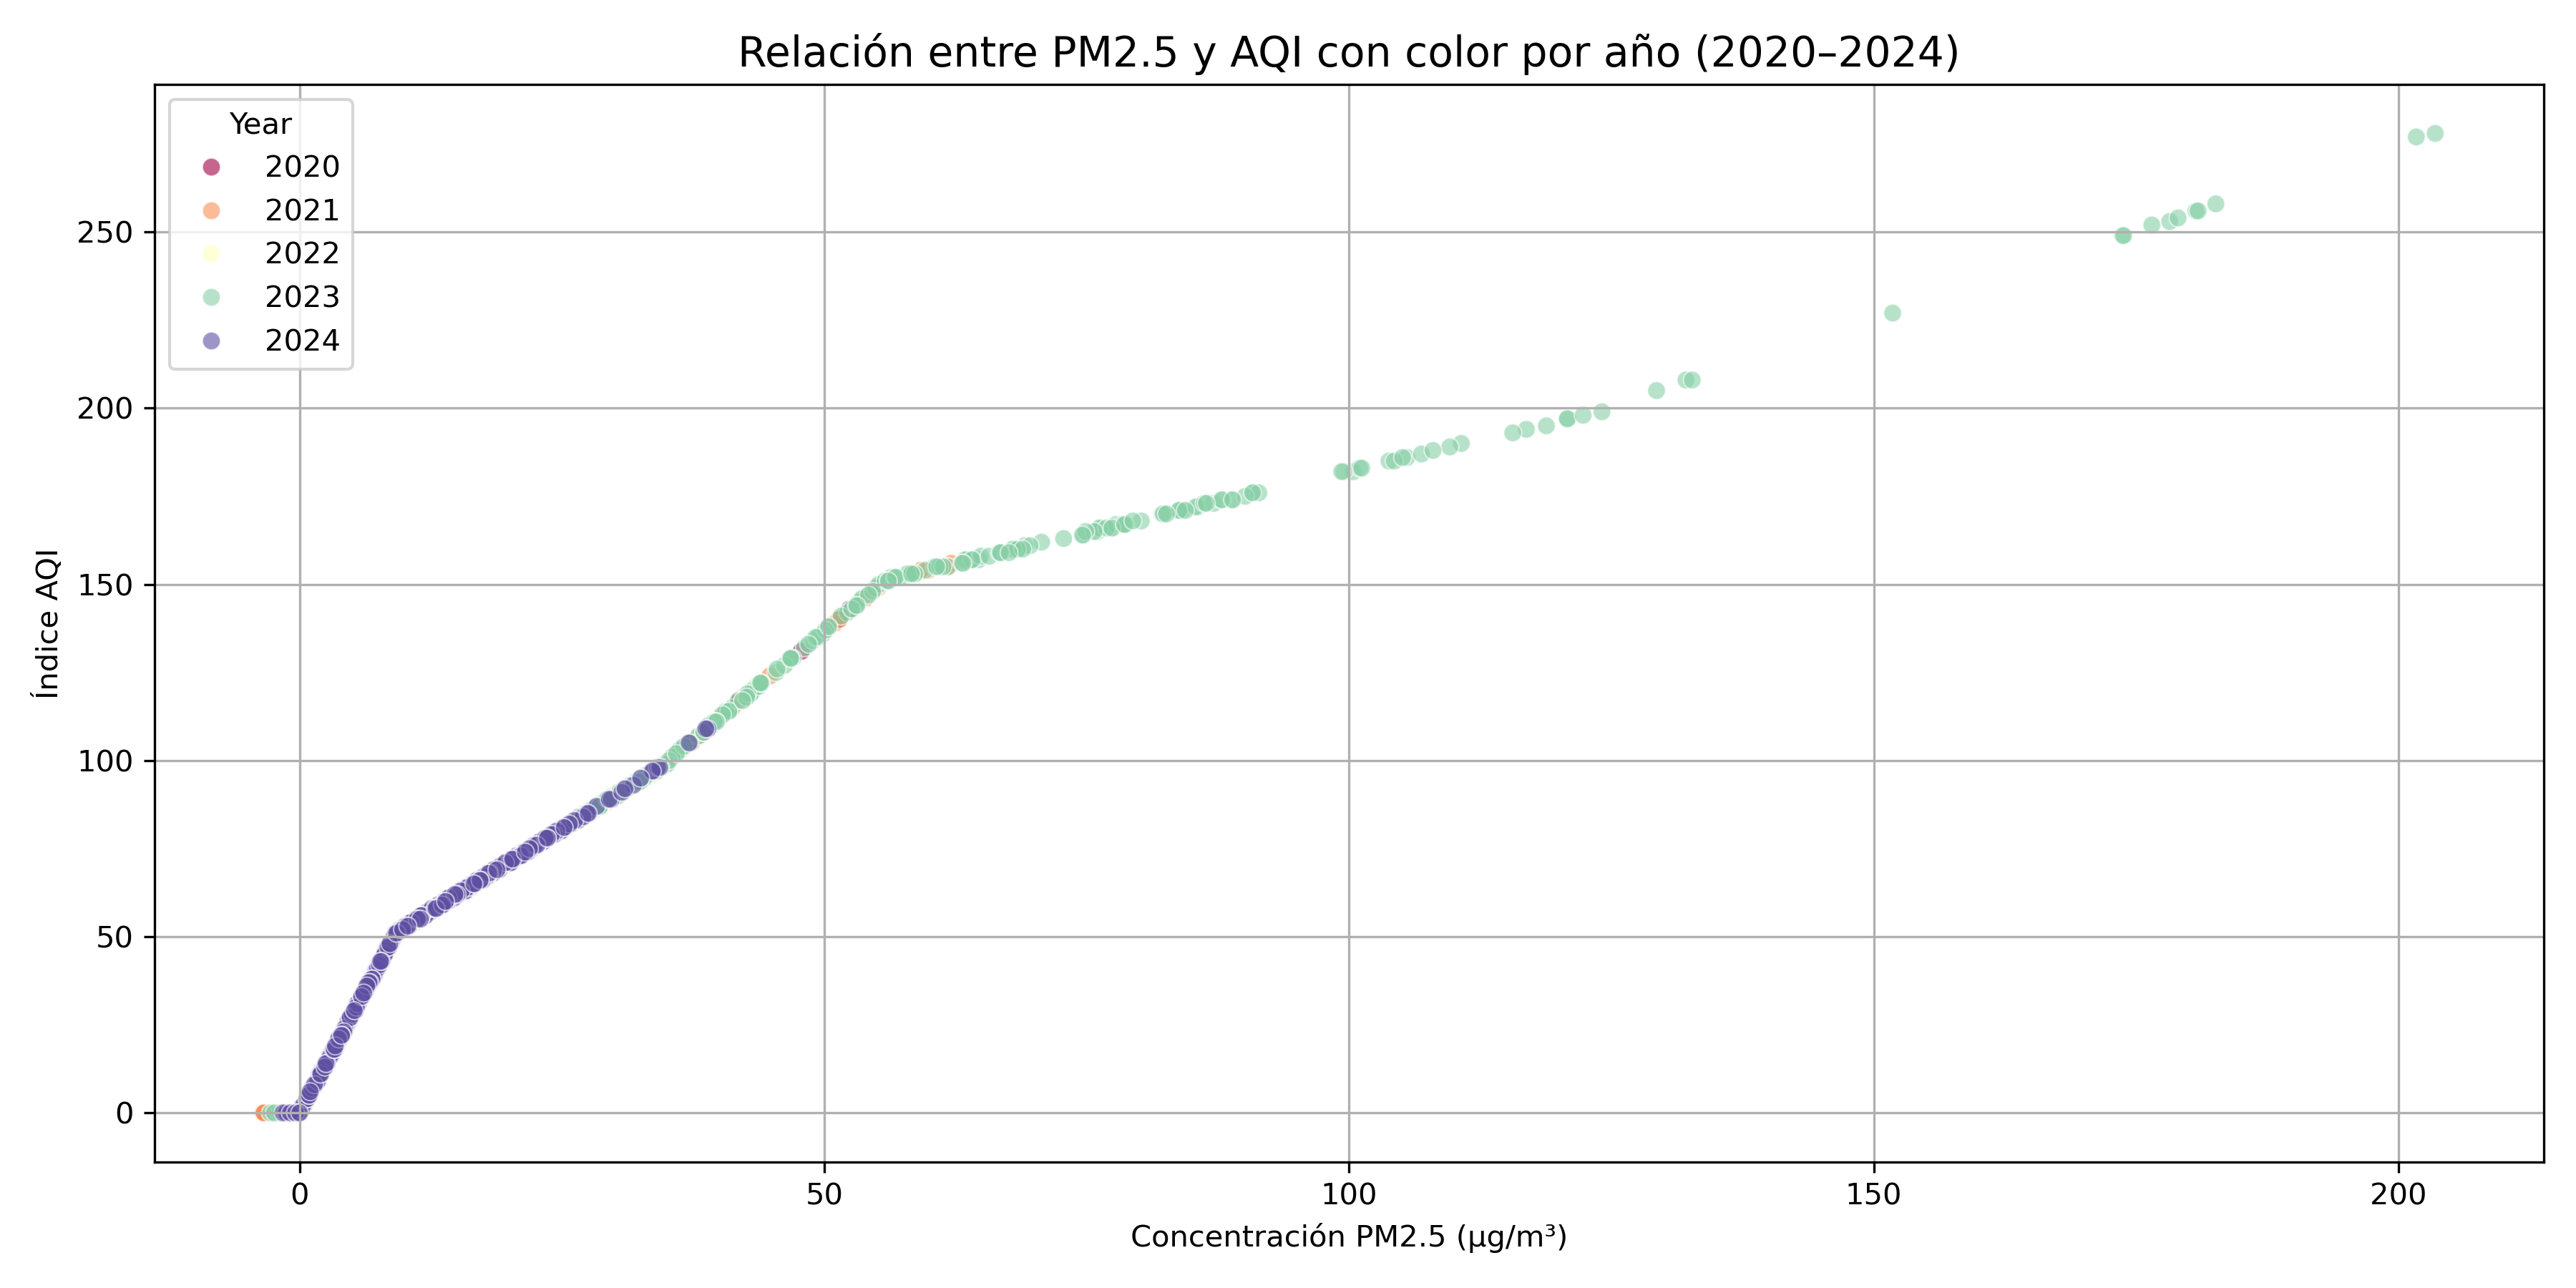 Relación entre PM2.5 y AQI con color por año (2020–2024)
Year
2020
2021
2022
2023
2024
Índice AQI
250
200
150
100
50
0
0 50 100 150 200
Concentración PM2.5 (µg/m³)